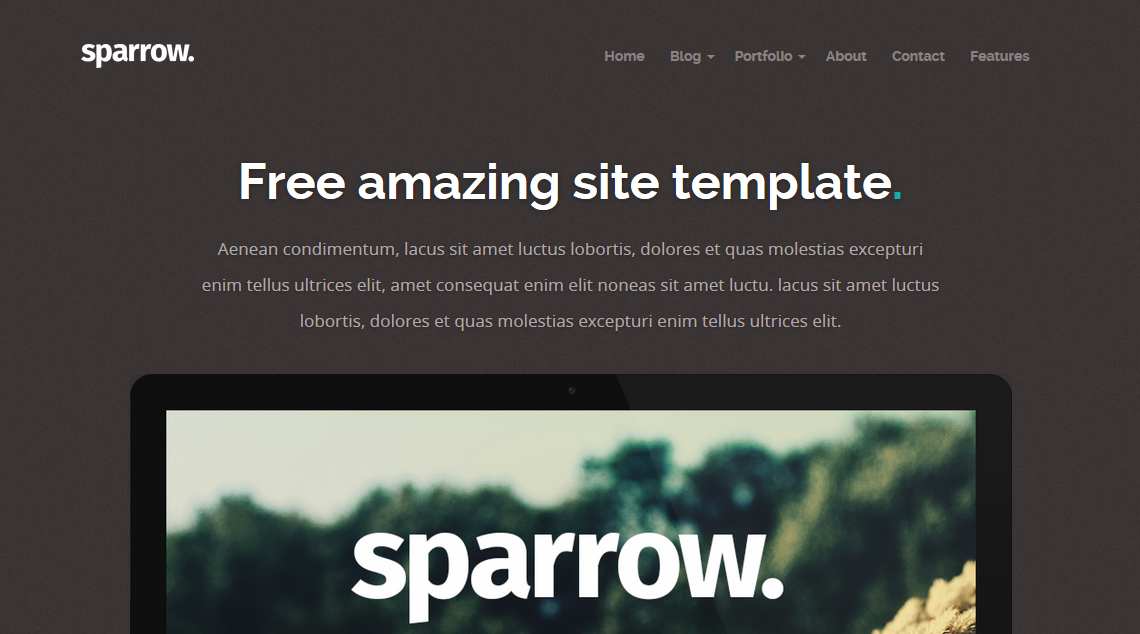 sparrow.
Home Blog Portfolio About Contact Features
Free amazing site template.
Aenean condimentum, lacus sit amet luctus lobortis, dolores et quas molestias excepturi
enim tellus ultrices elit, amet consequat enim elit noneas sit amet luctu. lacus sit amet luctus
lobortis, dolores et quas molestias excepturi enim tellus ultrices elit.
sparrow.